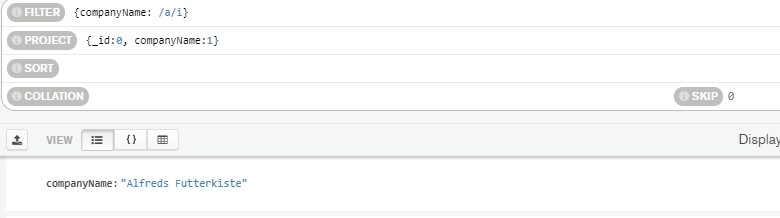 FILTER {companyName: /a/i}
PROJECT {_id:0, companyName:1}
SORT
COLLATION SKIP 0
VIEW {} Display
companyName:"Alfreds Futterkiste"